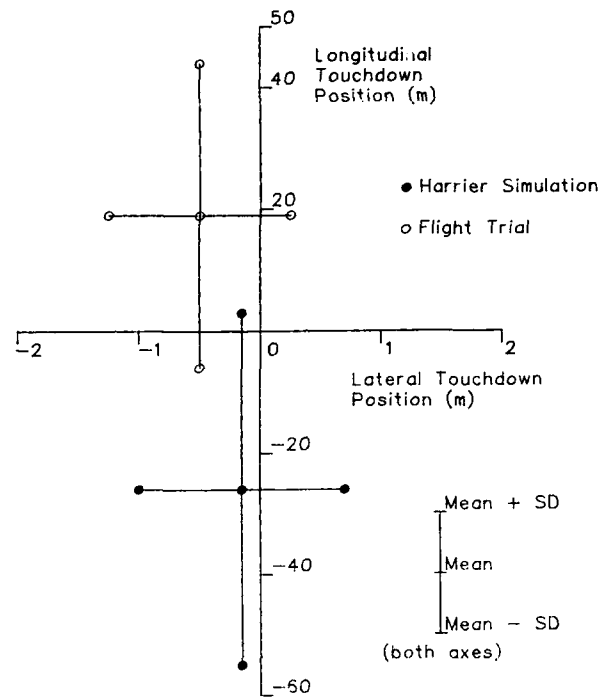 50
Longitudinal
Touchdown
Position (m)
40
● Harrier Simulation
20
○ Flight Trial
-2
-1
0
1
2
Lateral Touchdown
Position (m)
-20
Mean + SD
-40
Mean
Mean - SD
(both axes)
-60